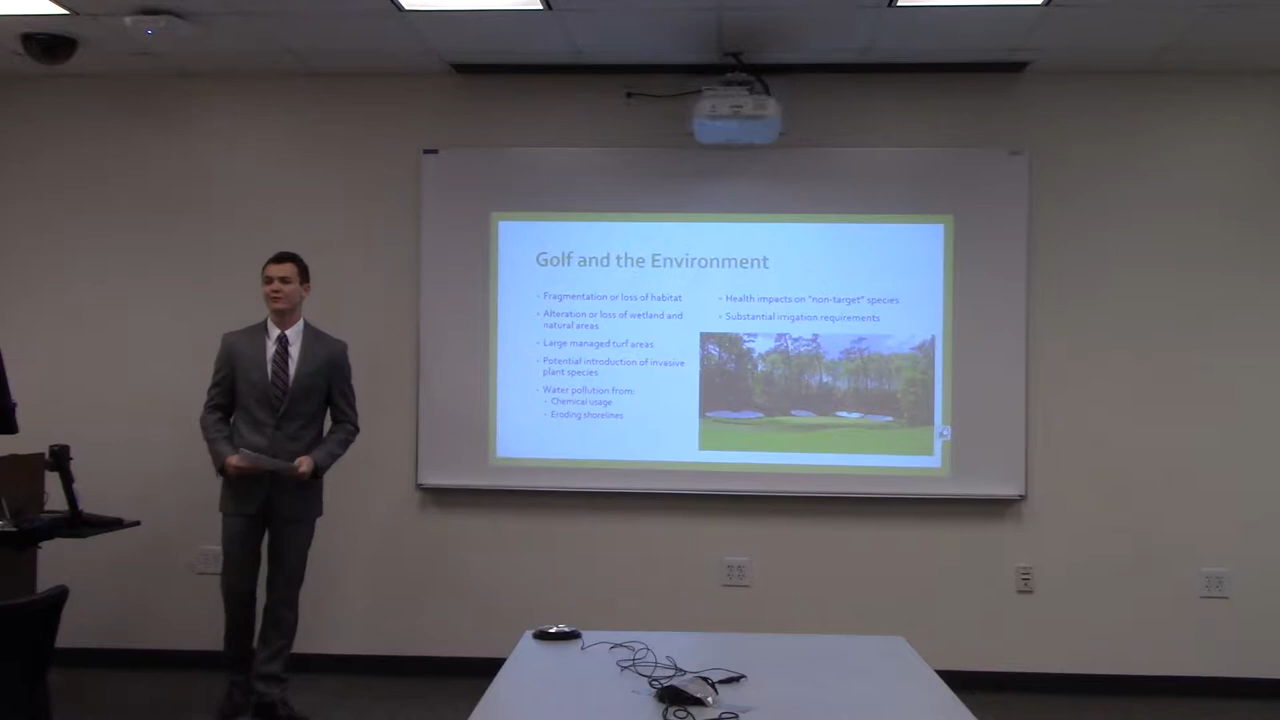 Golf and the Environment
Fragmentation or loss of habitat
Alteration or loss of wetland and
natural areas
Large managed turf areas
Potential introduction of invasive
plant species
Water pollution from:
Chemical usage
Eroding shorelines
Health impacts on "non-target" species
Substantial irrigation requirements